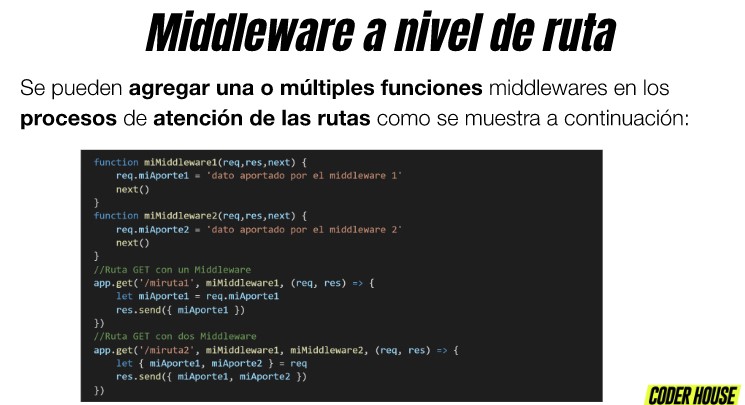 Middleware a nivel de ruta
Se pueden agregar una o múltiples funciones middlewares en los
procesos de atención de las rutas como se muestra a continuación:
function miMiddleware1(req,res,next) {
    req.miAporte1 = 'dato aportado por el middleware 1'
    next()
}
function miMiddleware2(req,res,next) {
    req.miAporte2 = 'dato aportado por el middleware 2'
    next()
}
//Ruta GET con un Middleware
app.get('/miruta1', miMiddleware1, (req, res) => {
    let miAporte1 = req.miAporte1
    res.send({ miAporte1 })
})
//Ruta GET con dos Middleware
app.get('/miruta2', miMiddleware1, miMiddleware2, (req, res) => {
    let { miAporte1, miAporte2 } = req
    res.send({ miAporte1, miAporte2 })
})
CODER HOUSE